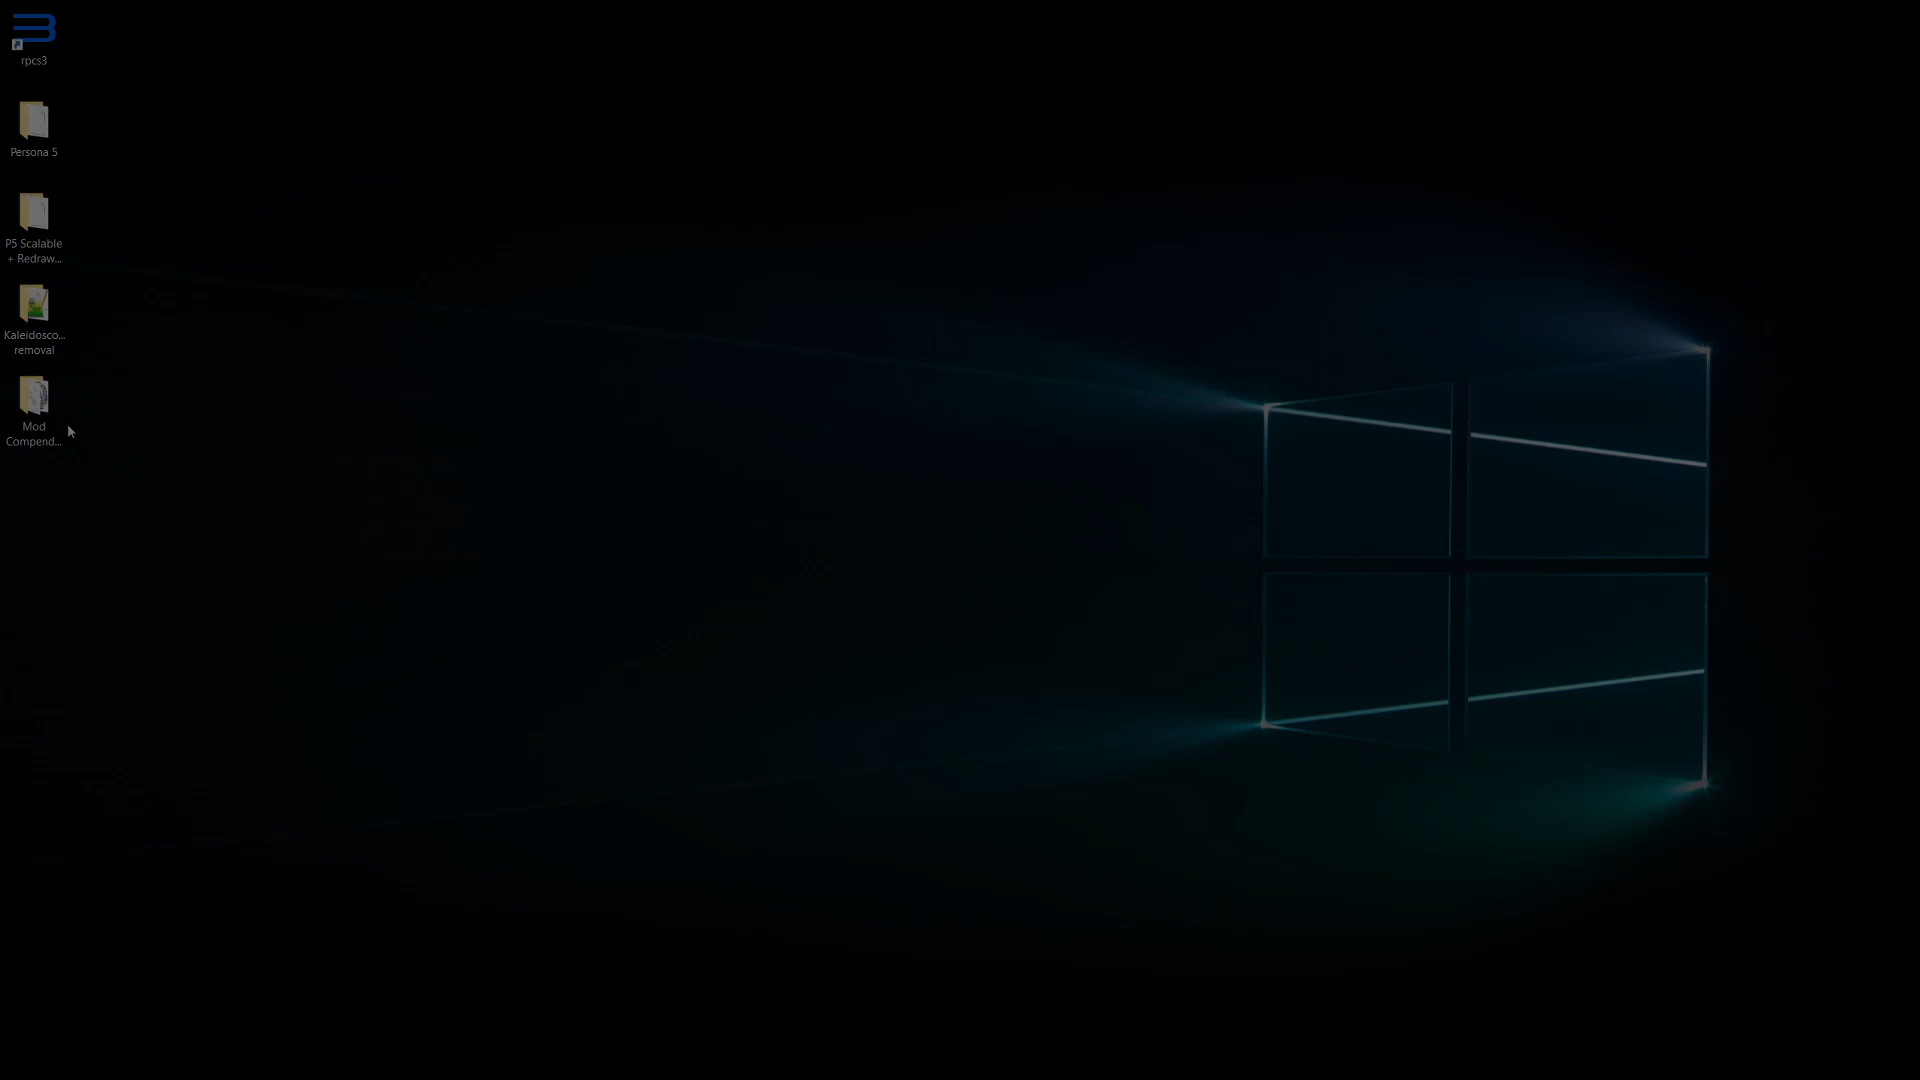 rpcs3
Persona 5
P5 Scalable
+ Redraw...
Kaleidosco...
removal
Mod
Compend...